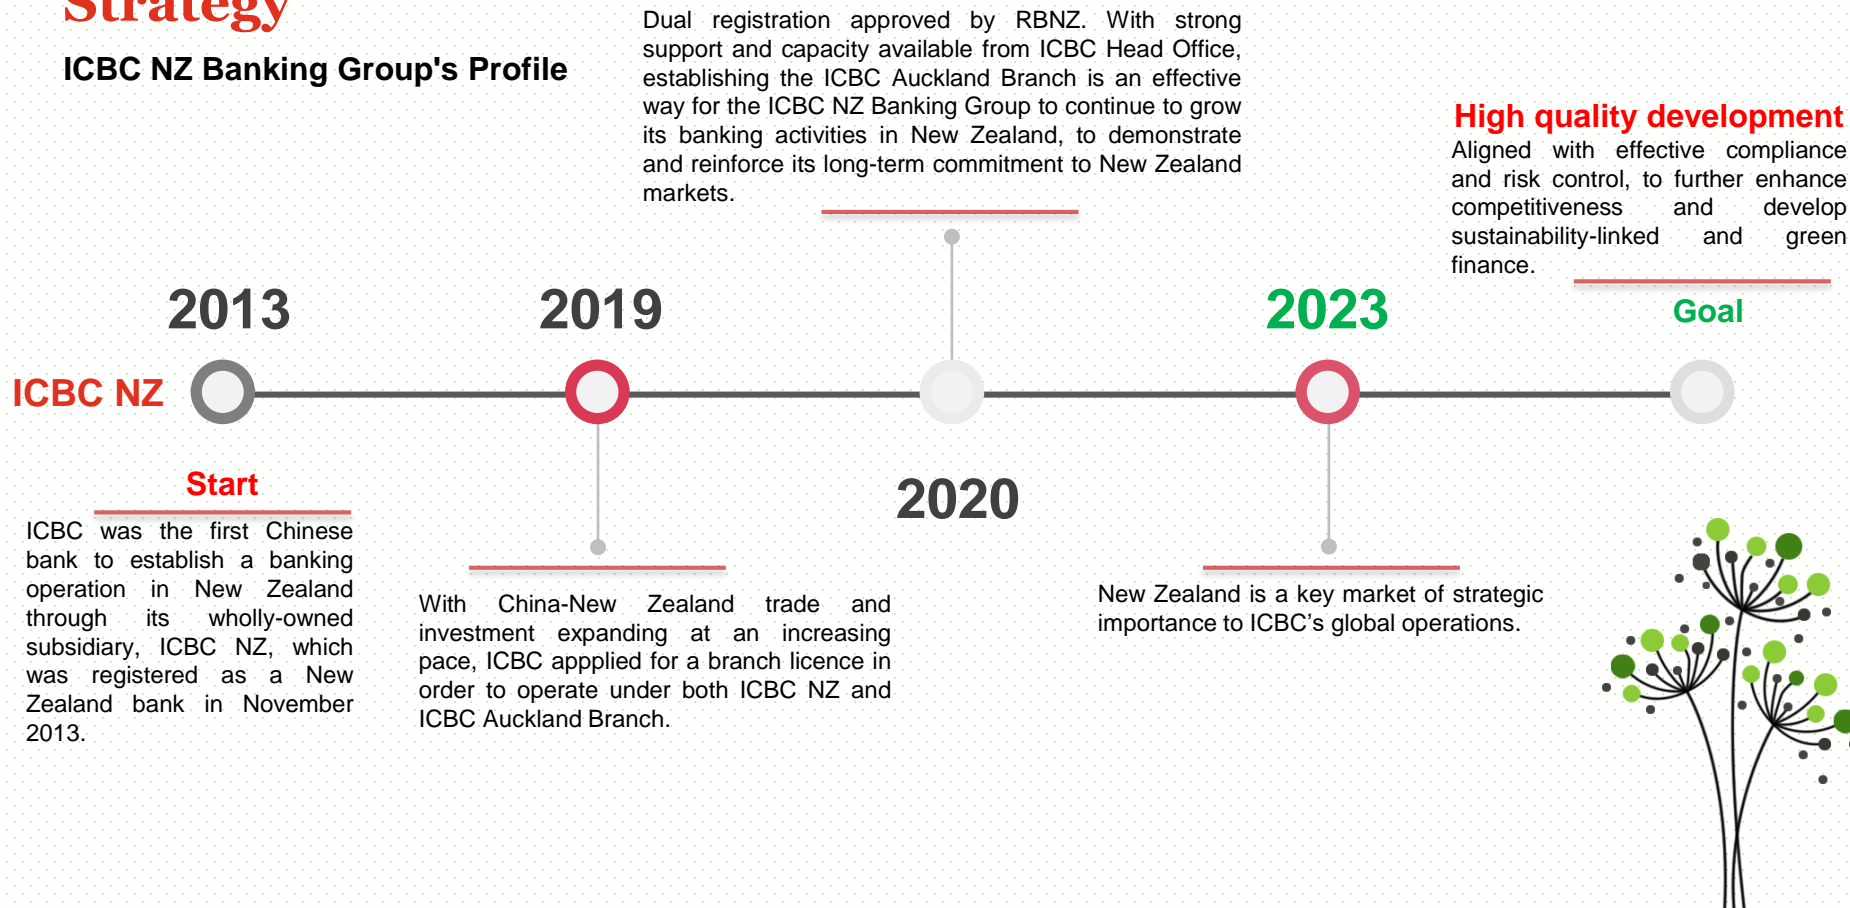 Strategy
ICBC NZ Banking Group's Profile
Dual registration approved by RBNZ. With strong
support and capacity available from ICBC Head Office,
establishing the ICBC Auckland Branch is an effective
way for the ICBC NZ Banking Group to continue to grow
its banking activities in New Zealand, to demonstrate
and reinforce its long-term commitment to New Zealand
markets.
High quality development
Aligned with effective compliance
and risk control, to further enhance
competitiveness and develop
sustainability-linked and green
finance.
2013
2019
2023
Goal
ICBC NZ
Start
ICBC was the first Chinese
bank to establish a banking
operation in New Zealand
through its wholly-owned
subsidiary, ICBC NZ, which
was registered as a New
Zealand bank in November
2013.
With China-New Zealand trade and
investment expanding at an increasing
pace, ICBC appplied for a branch licence in
order to operate under both ICBC NZ and
ICBC Auckland Branch.
2020
New Zealand is a key market of strategic
importance to ICBC’s global operations.